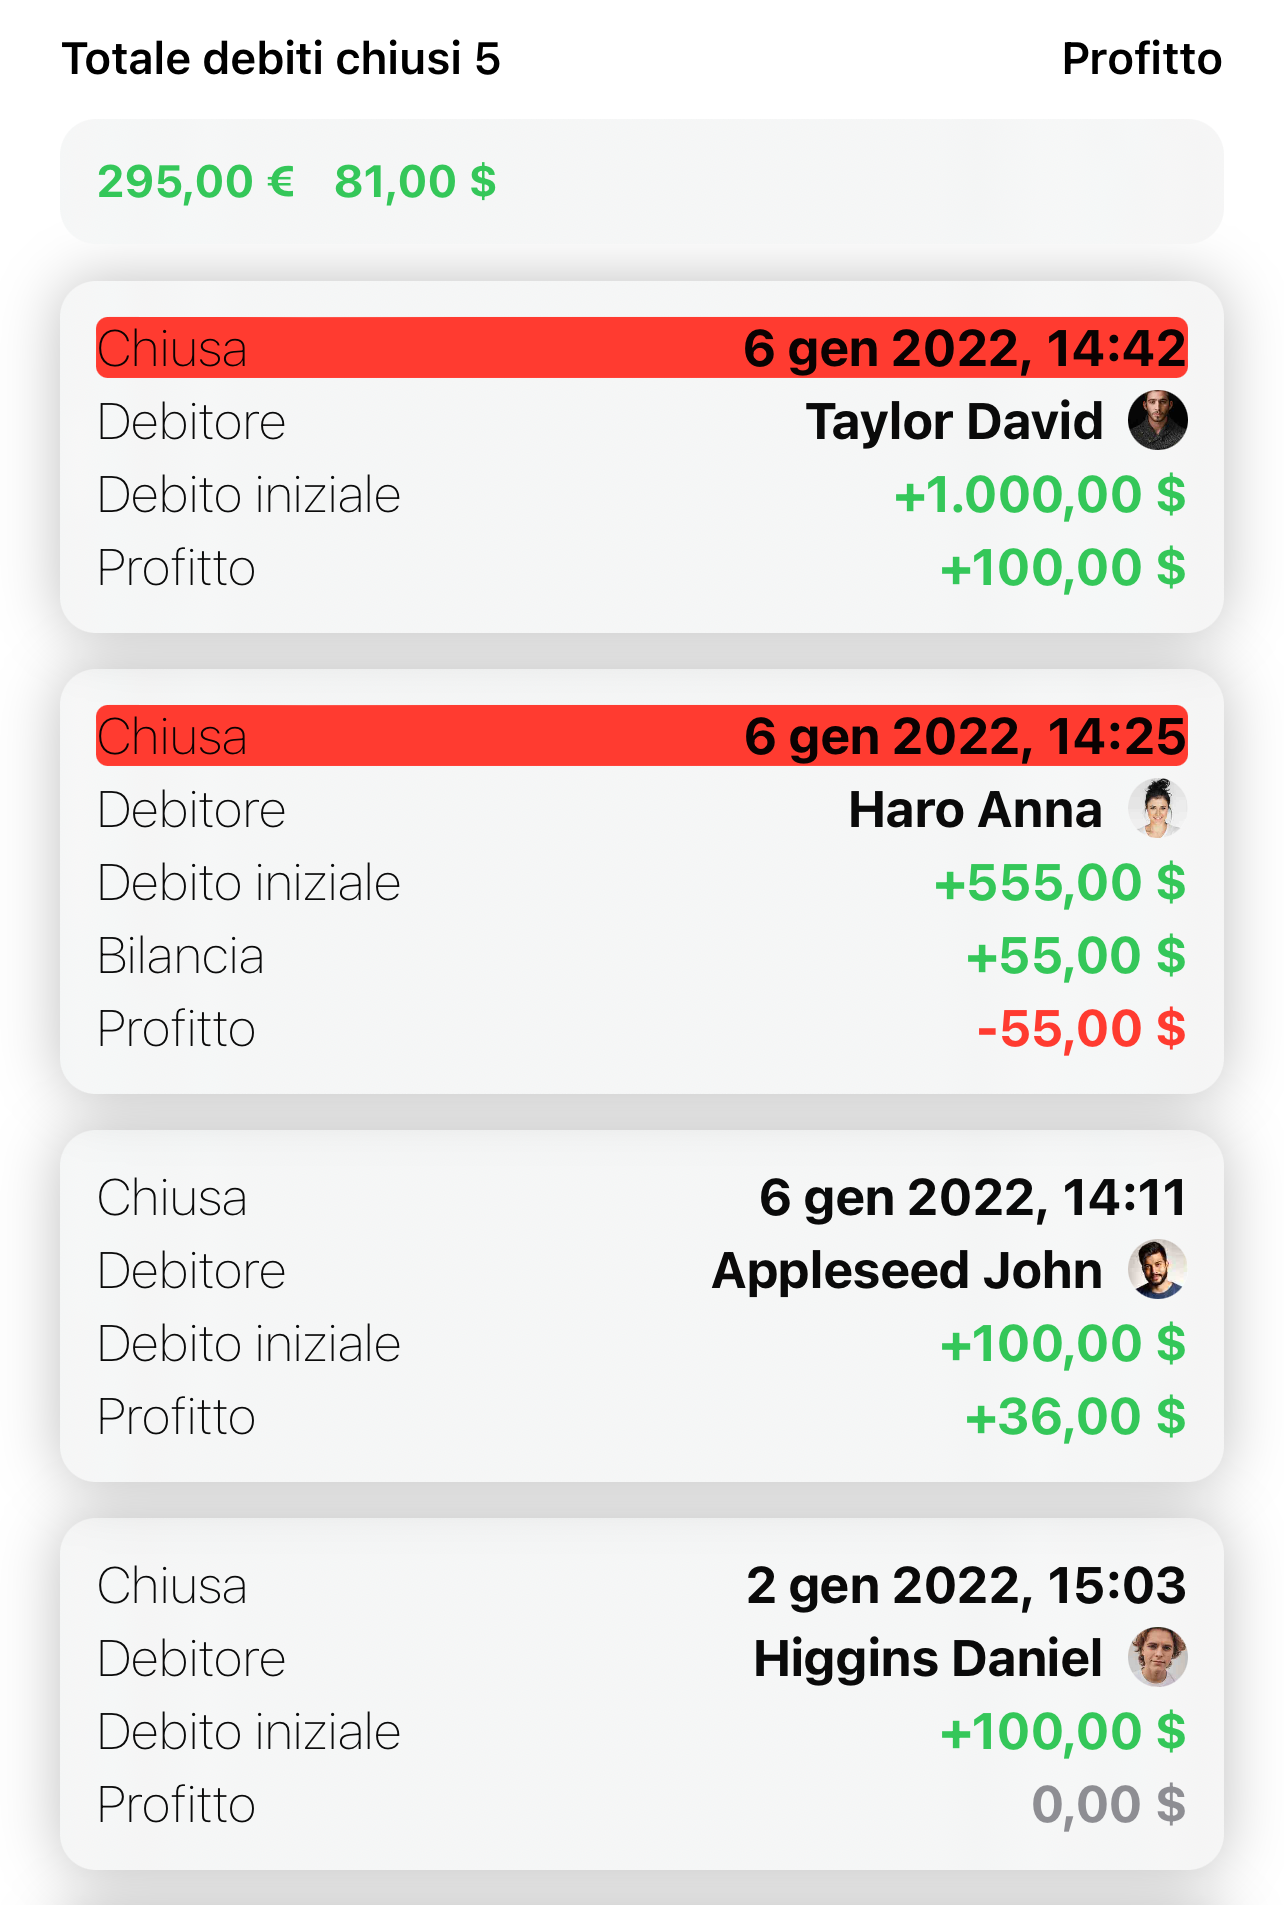 Totale debiti chiusi 5 Profitto
295,00 € 81,00 $
Chiusa 6 gen 2022, 14:42
Debitore Taylor David
Debito iniziale +1.000,00 $
Profitto +100,00 $
Chiusa 6 gen 2022, 14:25
Debitore Haro Anna
Debito iniziale +555,00 $
Bilancia +55,00 $
Profitto -55,00 $
Chiusa 6 gen 2022, 14:11
Debitore Appleseed John
Debito iniziale +100,00 $
Profitto +36,00 $
Chiusa 2 gen 2022, 15:03
Debitore Higgins Daniel
Debito iniziale +100,00 $
Profitto 0,00 $